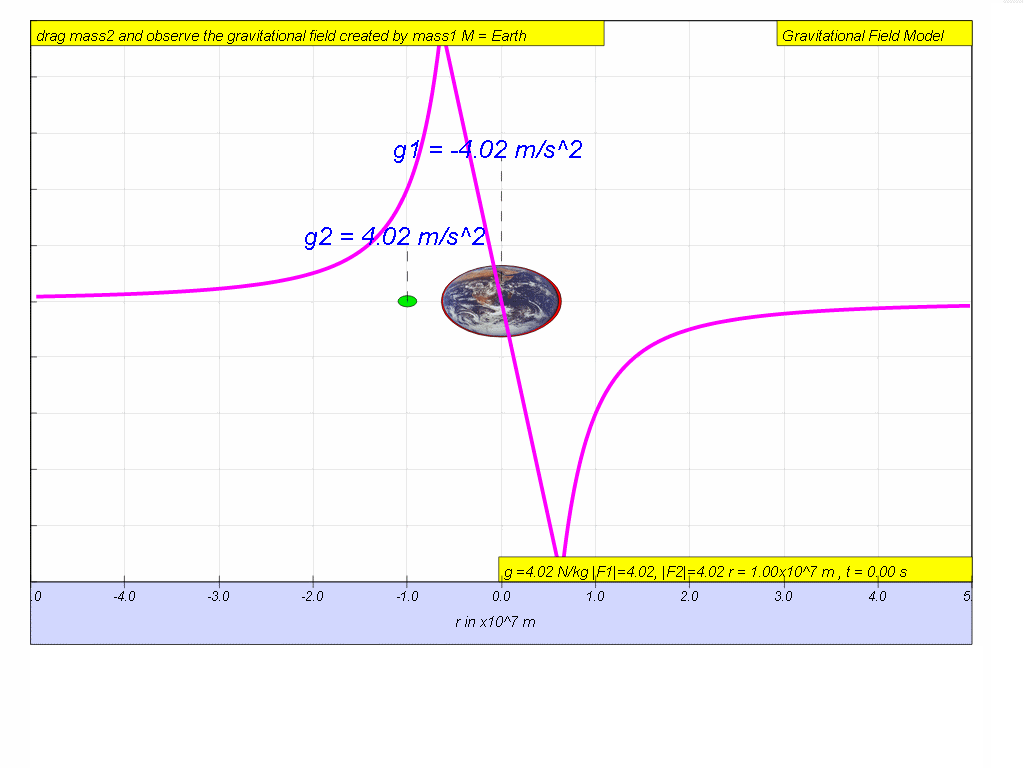 drag mass2 and observe the gravitational field created by mass1 M = Earth
Gravitational Field Model
g1 = -4.02 m/s^2
g2 = 4.02 m/s^2
g =4.02 N/kg |F1|=4.02, |F2|=4.02 r = 1.00x10^7 m , t = 0.00 s
.0 -4.0 -3.0 -2.0 -1.0 0.0 1.0 2.0 3.0 4.0 5.
r in x10^7 m